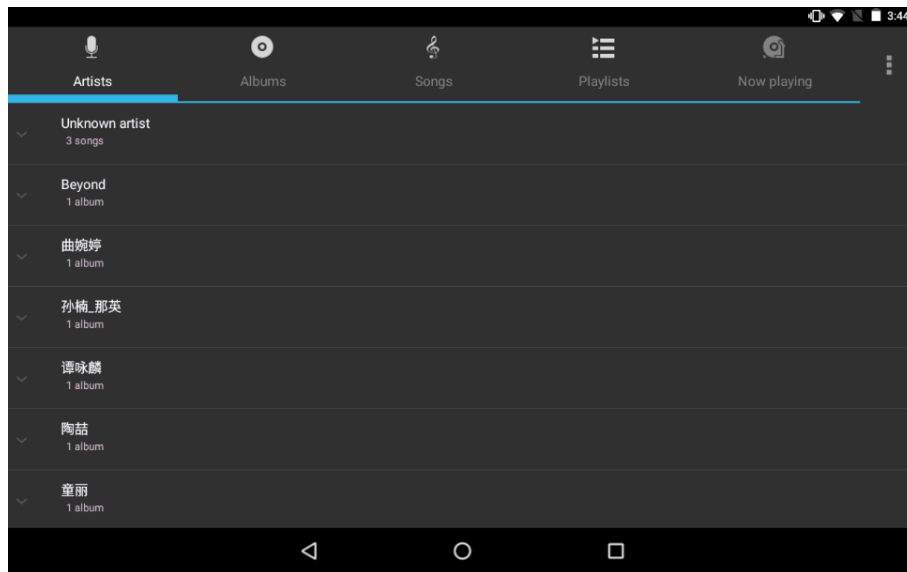 3:44
Artists
Albums
Songs
Playlists
Now playing
Unknown artist
3 songs
Beyond
1 album
曲婉婷
1 album
孙楠_那英
1 album
谭咏麟
1 album
陶喆
1 album
童丽
1 album